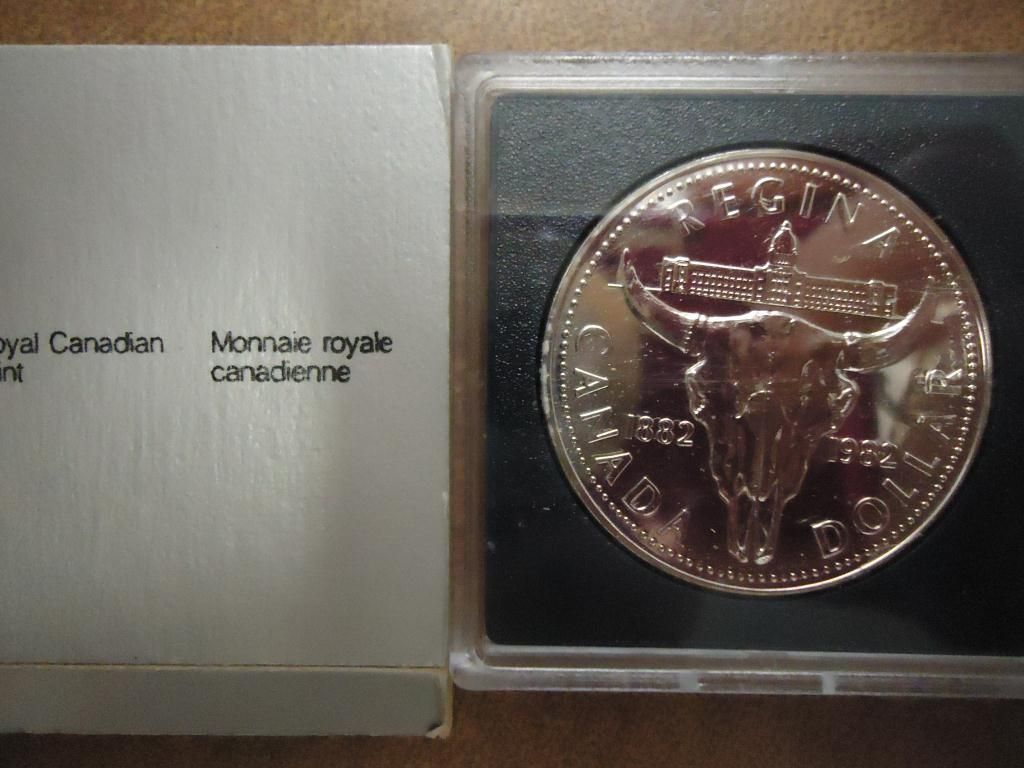 oyal Canadian
int
Monnaie royale
canadienne
REGINA
CANADA
1882
1982
DOLLAR